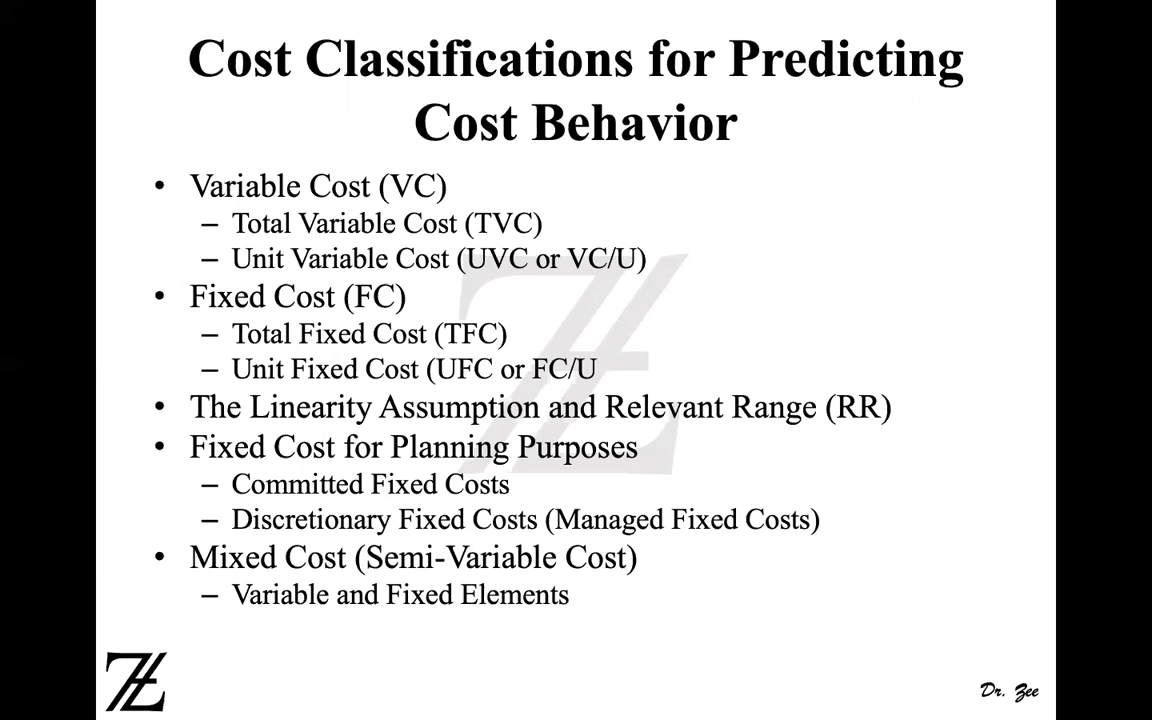 Cost Classifications for Predicting
Cost Behavior
• Variable Cost (VC)
– Total Variable Cost (TVC)
– Unit Variable Cost (UVC or VC/U)
• Fixed Cost (FC)
– Total Fixed Cost (TFC)
– Unit Fixed Cost (UFC or FC/U
• The Linearity Assumption and Relevant Range (RR)
• Fixed Cost for Planning Purposes
– Committed Fixed Costs
– Discretionary Fixed Costs (Managed Fixed Costs)
• Mixed Cost (Semi-Variable Cost)
– Variable and Fixed Elements
Dr. Zee